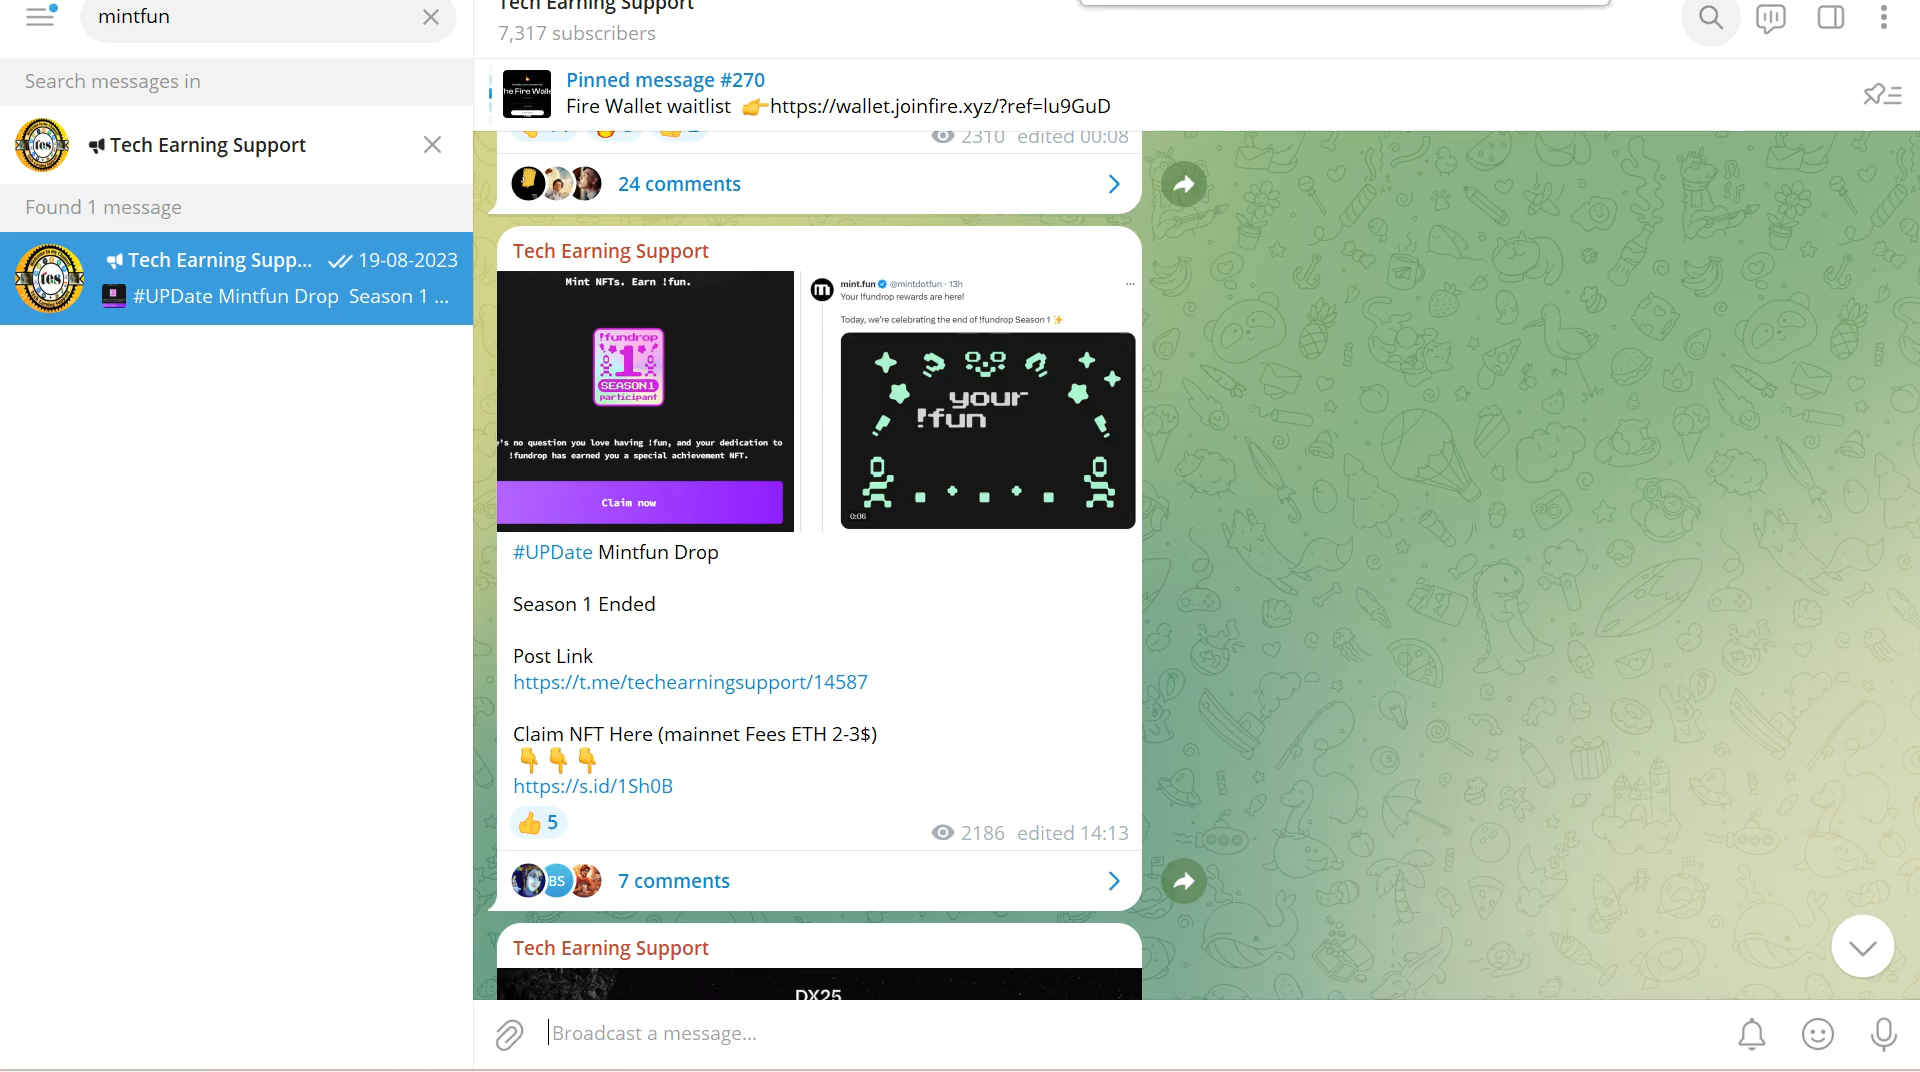 mintfun
Search messages in
Tech Earning Support
Found 1 message
Tech Earning Supp... 19-08-2023
#UPDate Mintfun Drop Season 1 ...
Tech Earning Support
7,317 subscribers
Pinned message #270
Fire Wallet waitlist 👉https://wallet.joinfire.xyz/?ref=lu9GuD
2310 edited 00:08
24 comments
Tech Earning Support
Mint NFTs. Earn !fun.
!fundrop
1
SEASON 1
participant
's no question you love having !fun, and your dedication to
!fundrop has earned you a special achievement NFT.
Claim now
mint.fun @mintdotfun · 13h
Your !fundrop rewards are here!
Today, we're celebrating the end of !fundrop Season 1 ✨
your
!fun
0:06
#UPDate Mintfun Drop
Season 1 Ended
Post Link
https://t.me/techearningsupport/14587
Claim NFT Here (mainnet Fees ETH 2-3$)
👇👇👇
https://s.id/1Sh0B
👍 5
2186 edited 14:13
BS
7 comments
Tech Earning Support
DX25
Broadcast a message...